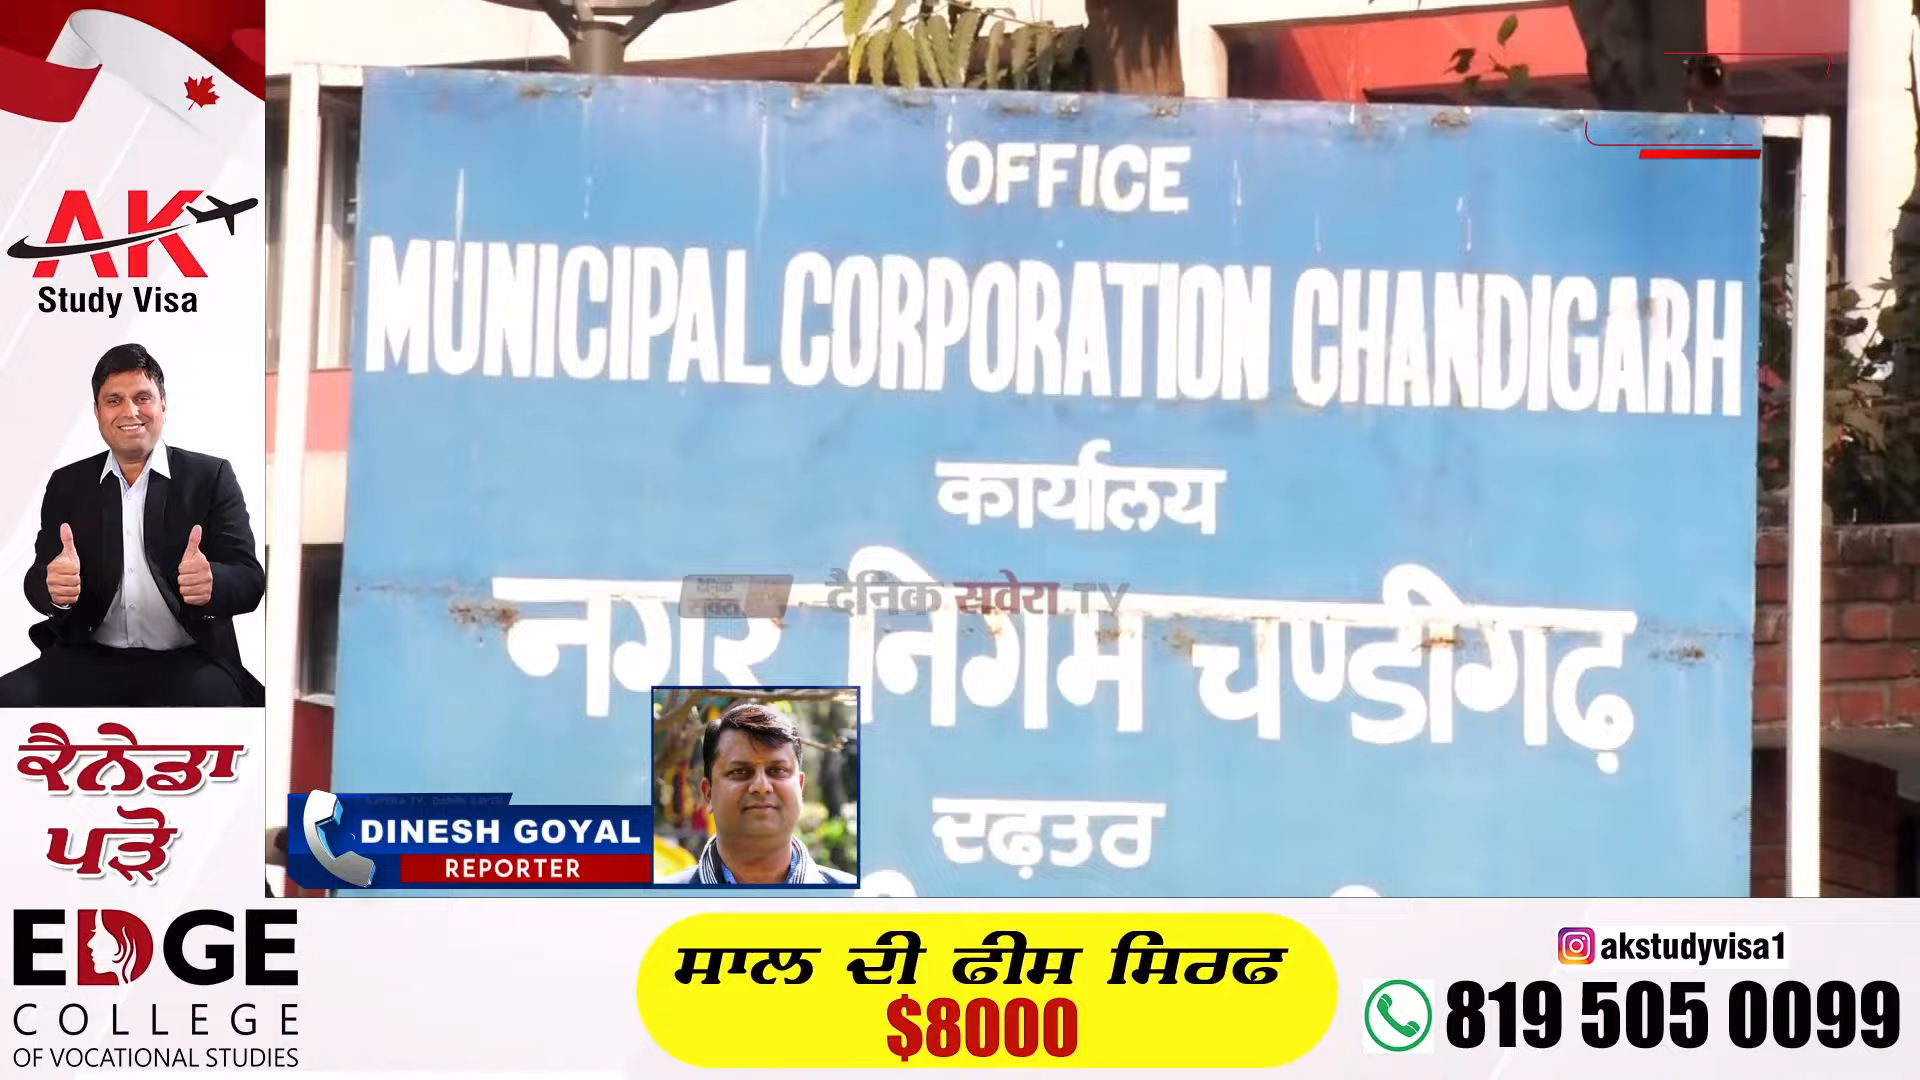 AK
Study Visa
ਕੈਨੇਡਾ
ਪੜੋ
OFFICE
MUNICIPAL CORPORATION CHANDIGARH
कार्यालय
नगर निगम चण्डीगढ़
ਦਫ਼ਤਰ
दैनिक सवेरा
दैनिक सवेरा TV
DINESH GOYAL
REPORTER
EDGE
COLLEGE
OF VOCATIONAL STUDIES
ਸਾਲ ਦੀ ਫੀਸ ਸਿਰਫ
$8000
akstudyvisa1
819 505 0099